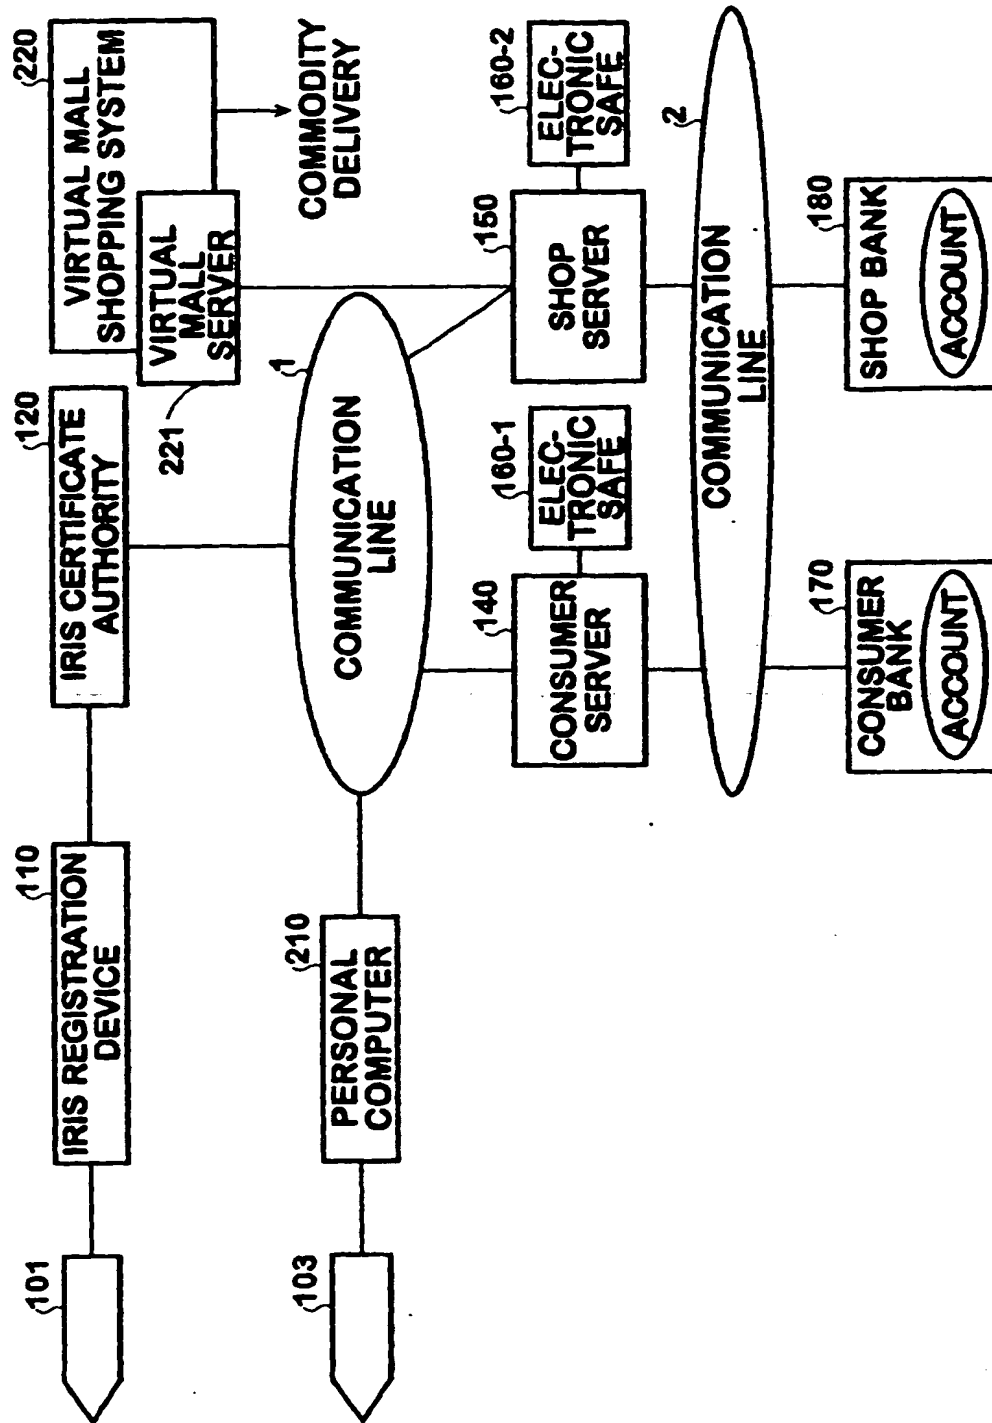 101
110
IRIS REGISTRATION
DEVICE
120
IRIS CERTIFICATE
AUTHORITY
220
VIRTUAL MALL
SHOPPING SYSTEM
221
VIRTUAL
MALL
SERVER
COMMODITY
DELIVERY
103
210
PERSONAL
COMPUTER
1
COMMUNICATION
LINE
140
CONSUMER
SERVER
160-1
ELEC-
TRONIC
SAFE
150
SHOP
SERVER
160-2
ELEC-
TRONIC
SAFE
2
COMMUNICATION
LINE
170
CONSUMER
BANK
ACCOUNT
180
SHOP BANK
ACCOUNT